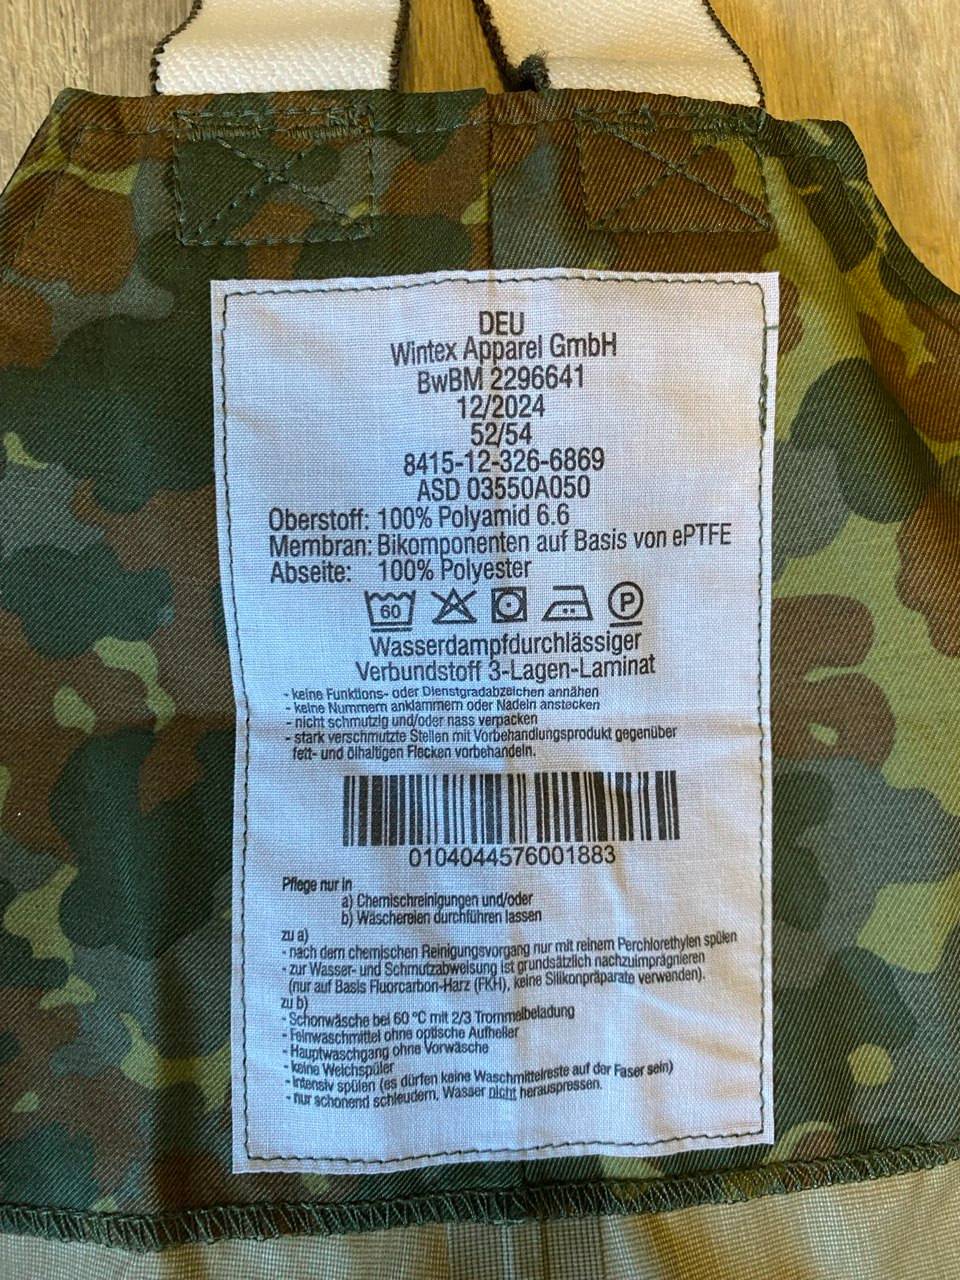 DEU
Wintex Apparel GmbH
BwBM 2296641
12/2024
52/54
8415-12-326-6869
ASD 03550A050
Oberstoff: 100% Polyamid 6.6
Membran: Bikomponenten auf Basis von ePTFE
Abseite: 100% Polyester
60 P
Wasserdampfdurchlässiger
Verbundstoff 3-Lagen-Laminat
- keine Funktions- oder Dienstgradabzeichen annähen
- keine Nummern anklammern oder Nadeln anstecken
- nicht schmutzig und/oder nass verpacken
- stark verschmutzte Stellen mit Vorbehandlungsprodukt gegenüber
fett- und ölhaltigen Flecken vorbehandeln.
0104044576001883
Pflege nur in
a) Chemischreinigungen und/oder
b) Wäschereien durchführen lassen
zu a)
- nach dem chemischen Reinigungsvorgang nur mit reinem Perchlorethylen spülen
- zur Wasser- und Schmutzabweisung ist grundsätzlich nachzuimprägnieren
(nur auf Basis Fluorcarbon-Harz (FKH), keine Silikonpräparate verwenden).
zu b)
- Schonwäsche bei 60 °C mit 2/3 Trommelbeladung
- Feinwaschmittel ohne optische Aufheller
- Hauptwaschgang ohne Vorwäsche
- keine Weichspüler
- intensiv spülen (es dürfen keine Waschmittelreste auf der Faser sein)
- nur schonend schleudern, Wasser nicht herauspressen.